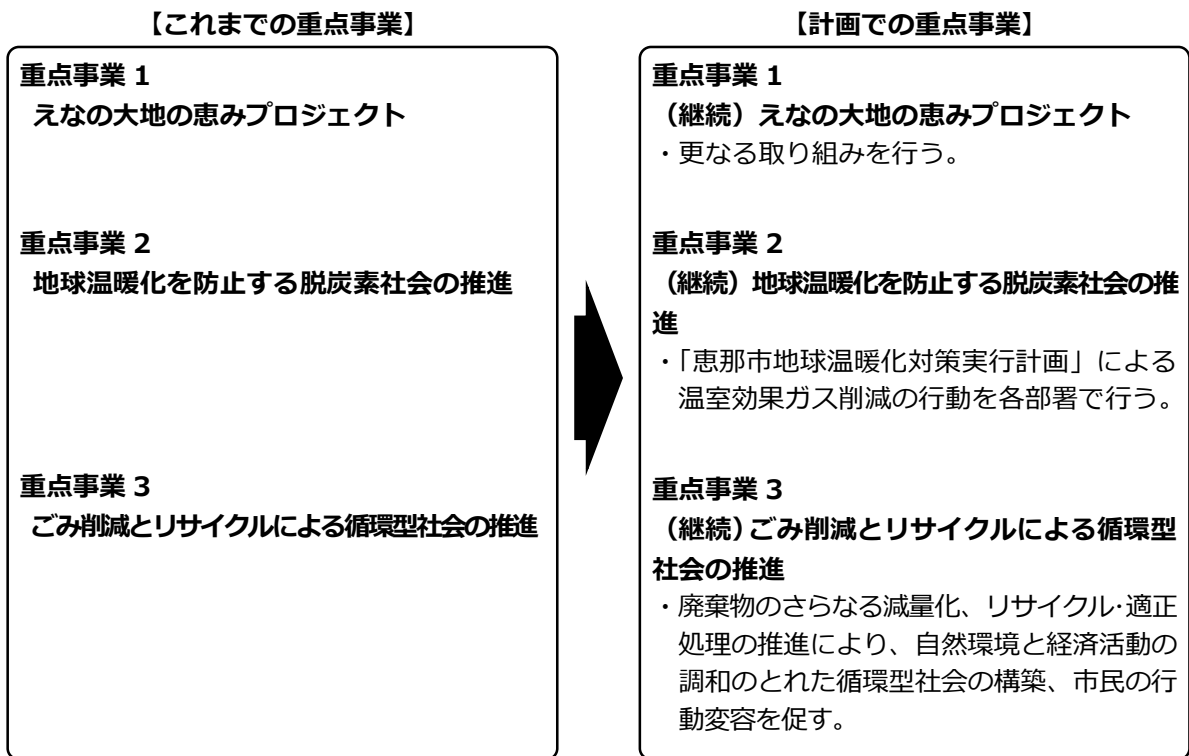 【これまでの重点事業】
重点事業 1
えなの大地の恵みプロジェクト
重点事業 2
地球温暖化を防止する脱炭素社会の推進
重点事業 3
ごみ削減とリサイクルによる循環型社会の推進
【計画での重点事業】
重点事業 1
（継続）えなの大地の恵みプロジェクト
・更なる取り組みを行う。
重点事業 2
（継続）地球温暖化を防止する脱炭素社会の推
進
・「恵那市地球温暖化対策実行計画」による
温室効果ガス削減の行動を各部署で行う。
重点事業 3
（継続）ごみ削減とリサイクルによる循環型
社会の推進
・廃棄物のさらなる減量化、リサイクル・適正
処理の推進により、自然環境と経済活動の
調和のとれた循環型社会の構築、市民の行
動変容を促す。